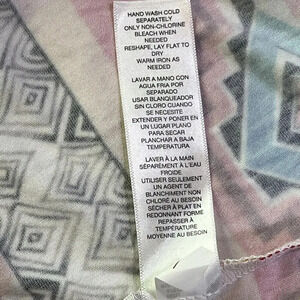 HAND WASH COLD
SEPARATELY
ONLY NON-CHLORINE
BLEACH WHEN
NEEDED
RESHAPE, LAY FLAT TO
DRY
WARM IRON AS
NEEDED
LAVAR A MANO CON
AGUA FRIA POR
SEPARADO
USAR BLANQUEADOR
SIN CLORO CUANDO
SE NECESITE
EXTENDER Y PONER EN
UN LUGAR PLANO
PARA SECAR
PLANCHAR A BAJA
TEMPERATURA
LAVER À LA MAIN
SÉPARÉMENT À L'EAU
FROIDE
UTILISER SEULEMENT
UN AGENT DE
BLANCHIMENT NON
CHLORÉ AU BESOIN
SÉCHER À PLAT EN
REDONNANT FORME
REPASSER À
TEMPÉRATURE
MOYENNE AU BESOIN